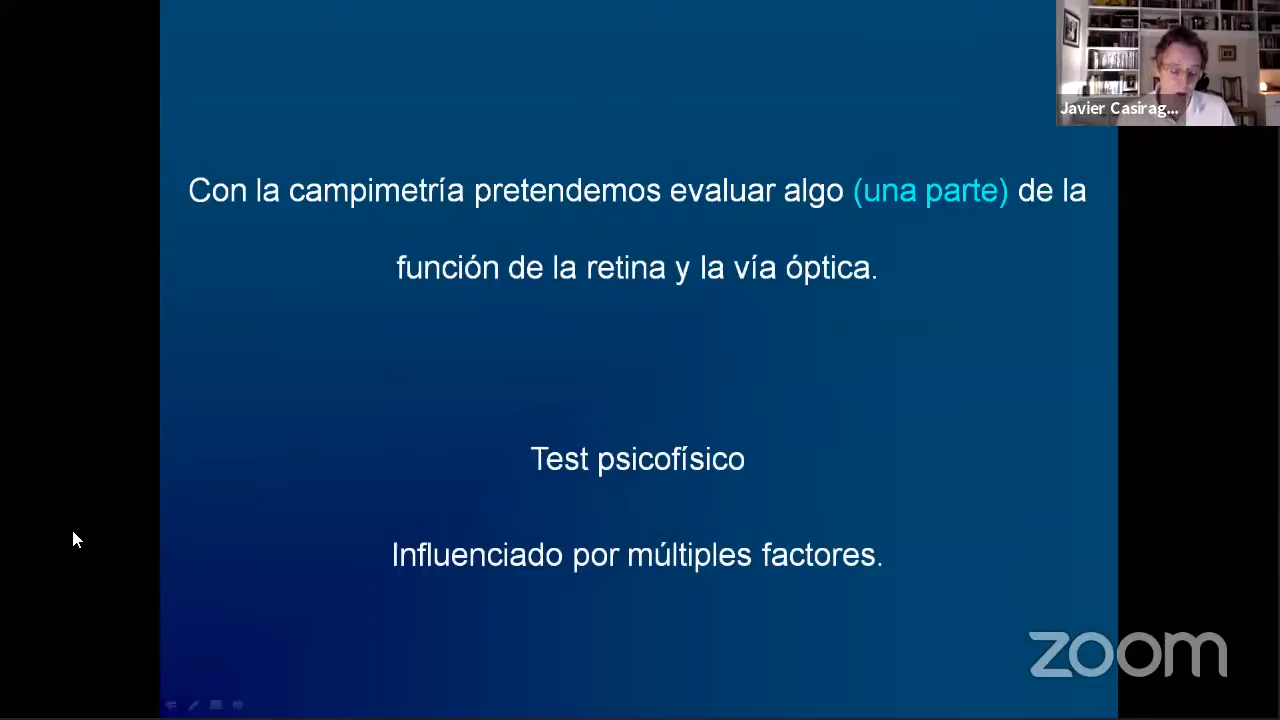 Javier Casirag...
Con la campimetría pretendemos evaluar algo (una parte) de la
función de la retina y la vía óptica.
Test psicofísico
Influenciado por múltiples factores.
zoom